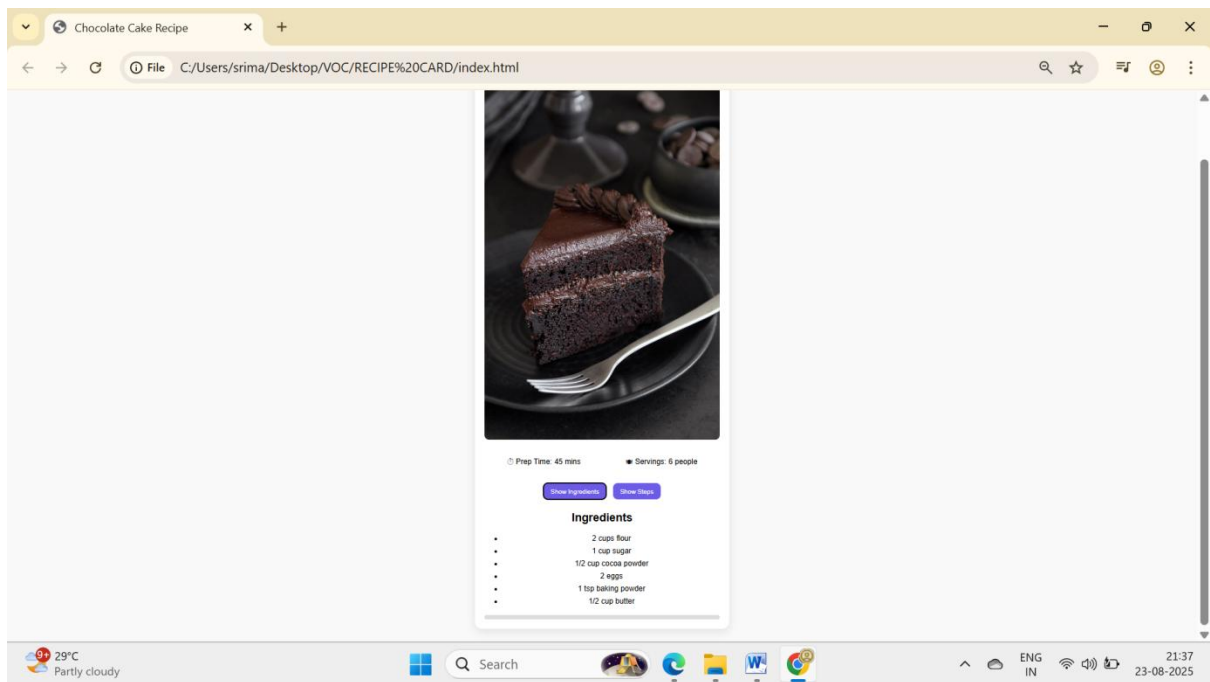 Chocolate Cake Recipe
File C:/Users/srima/Desktop/VOC/RECIPE%20CARD/index.html
Prep Time: 45 mins Servings: 6 people
Show Ingredients Show Steps
Ingredients
• 2 cups flour
• 1 cup sugar
• 1/2 cup cocoa powder
• 2 eggs
• 1 tsp baking powder
• 1/2 cup butter
9+ 29°C
Partly cloudy
Search
W
ENG
IN
21:37
23-08-2025